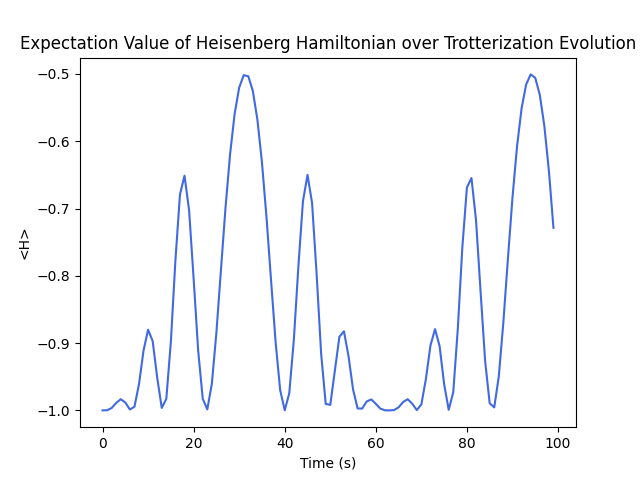 Expectation Value of Heisenberg Hamiltonian over Trotterization Evolution
−0.5
−0.6
−0.7
−0.8
−0.9
−1.0
<H>
0 20 40 60 80 100
Time (s)